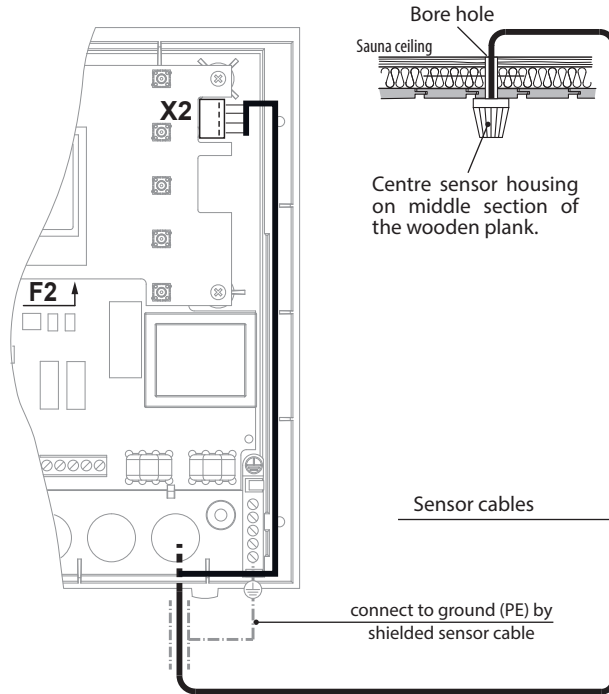 Bore hole
Sauna ceiling
X2
Centre sensor housing
on middle section of
the wooden plank.
F2
Sensor cables
connect to ground (PE) by
shielded sensor cable